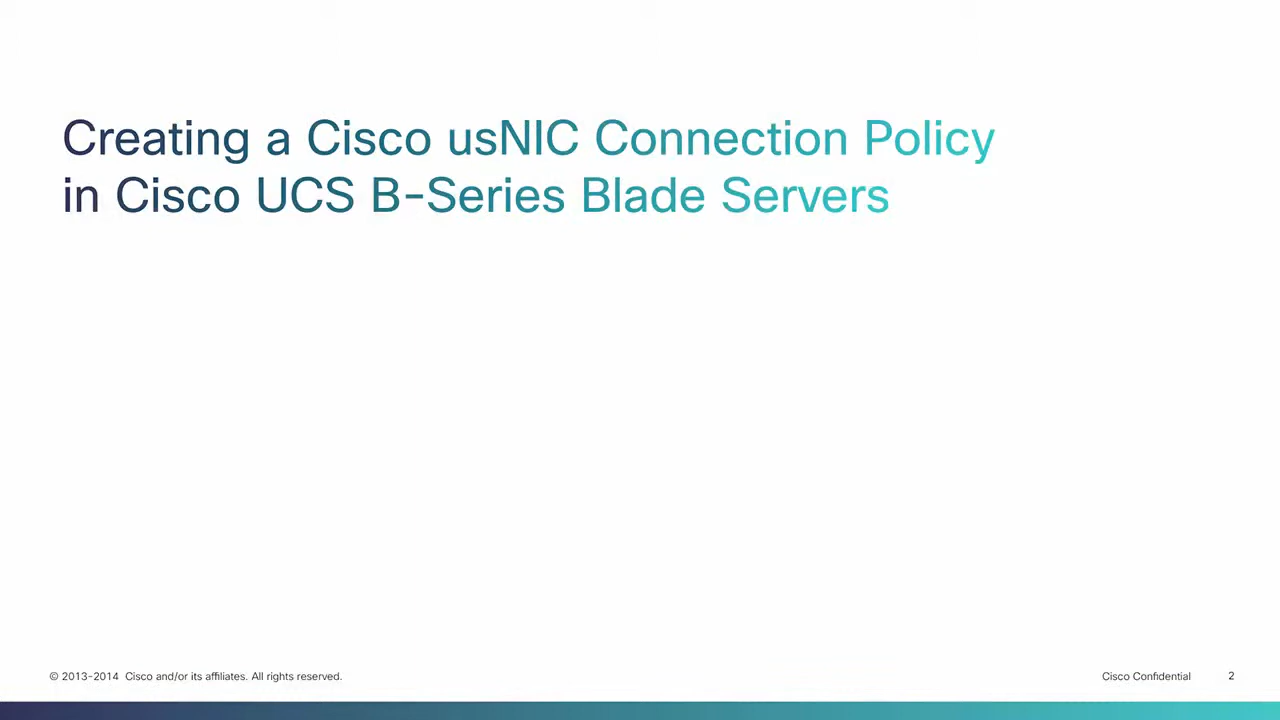 Creating a Cisco usNIC Connection Policy
in Cisco UCS B-Series Blade Servers
© 2013-2014 Cisco and/or its affiliates. All rights reserved.
Cisco Confidential
2